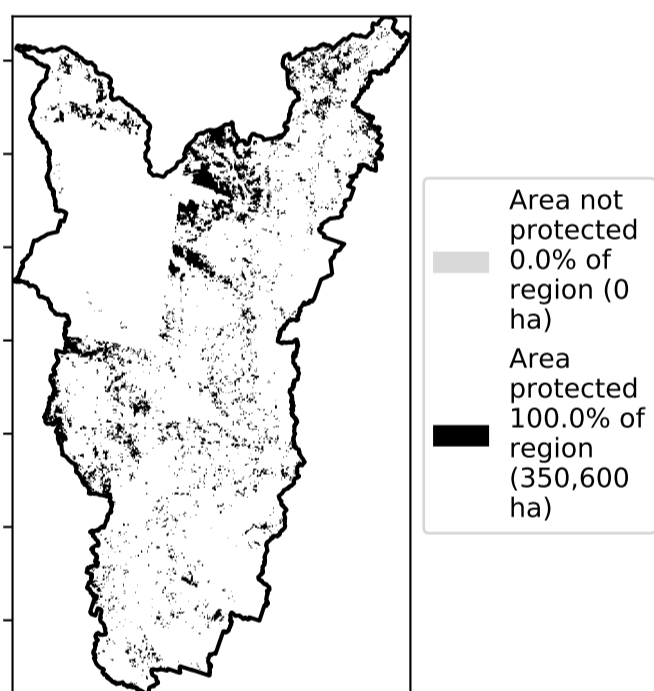 Area not
protected
0.0% of
region (0
ha)
Area
protected
100.0% of
region
(350,600
ha)